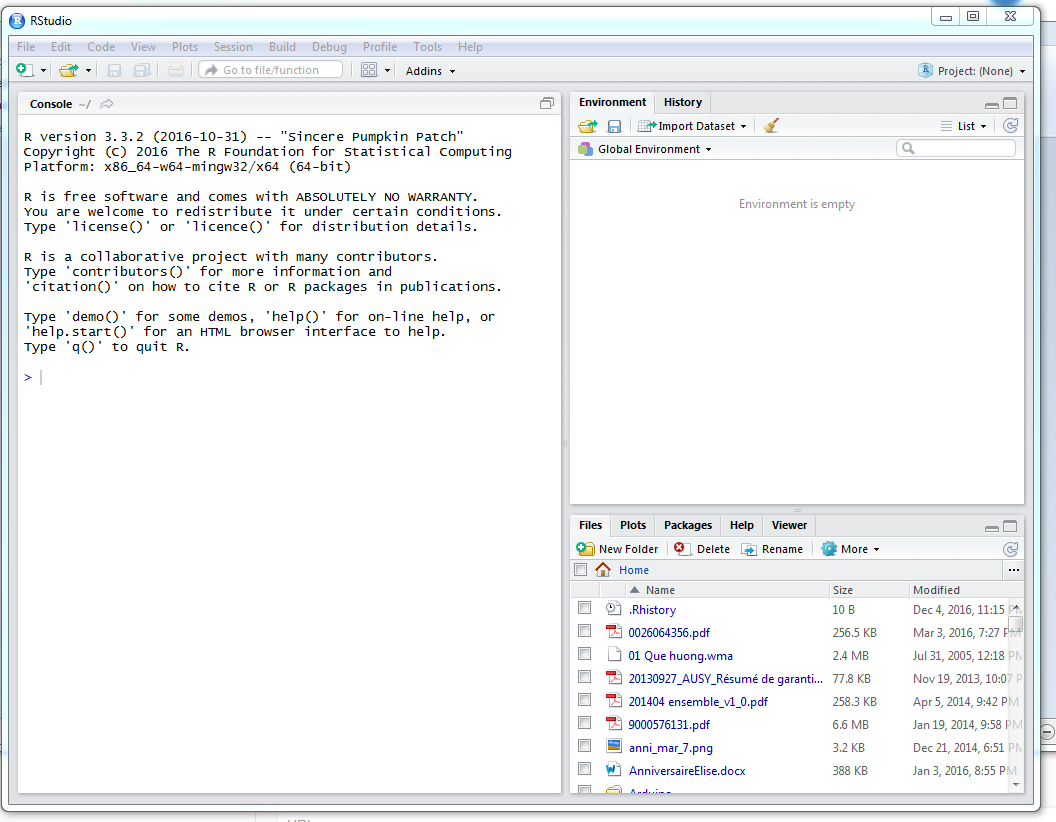 RStudio
File Edit Code View Plots Session Build Debug Profile Tools Help
Go to file/function Addins Project: (None)
Console ~/
R version 3.3.2 (2016-10-31) -- "Sincere Pumpkin Patch"
Copyright (C) 2016 The R Foundation for Statistical Computing
Platform: x86_64-w64-mingw32/x64 (64-bit)
R is free software and comes with ABSOLUTELY NO WARRANTY.
You are welcome to redistribute it under certain conditions.
Type 'license()' or 'licence()' for distribution details.
R is a collaborative project with many contributors.
Type 'contributors()' for more information and
'citation()' on how to cite R or R packages in publications.
Type 'demo()' for some demos, 'help()' for on-line help, or
'help.start()' for an HTML browser interface to help.
Type 'q()' to quit R.
>
Environment History
Import Dataset List
Global Environment
Environment is empty
Files Plots Packages Help Viewer
New Folder Delete Rename More
Home ...
Name Size Modified
.Rhistory 10 B Dec 4, 2016, 11:15 PM
0026064356.pdf 256.5 KB Mar 3, 2016, 7:27 PM
01 Que huong.wma 2.4 MB Jul 31, 2005, 12:18 PM
20130927_AUSY_Résumé de garanti... 77.8 KB Nov 19, 2013, 10:07 P
201404 ensemble_v1_0.pdf 258.3 KB Apr 5, 2014, 9:42 PM
9000576131.pdf 6.6 MB Jan 19, 2014, 9:58 PM
anni_mar_7.png 3.2 KB Dec 21, 2014, 6:51 PM
AnniversaireElise.docx 388 KB Jan 3, 2016, 8:55 PM